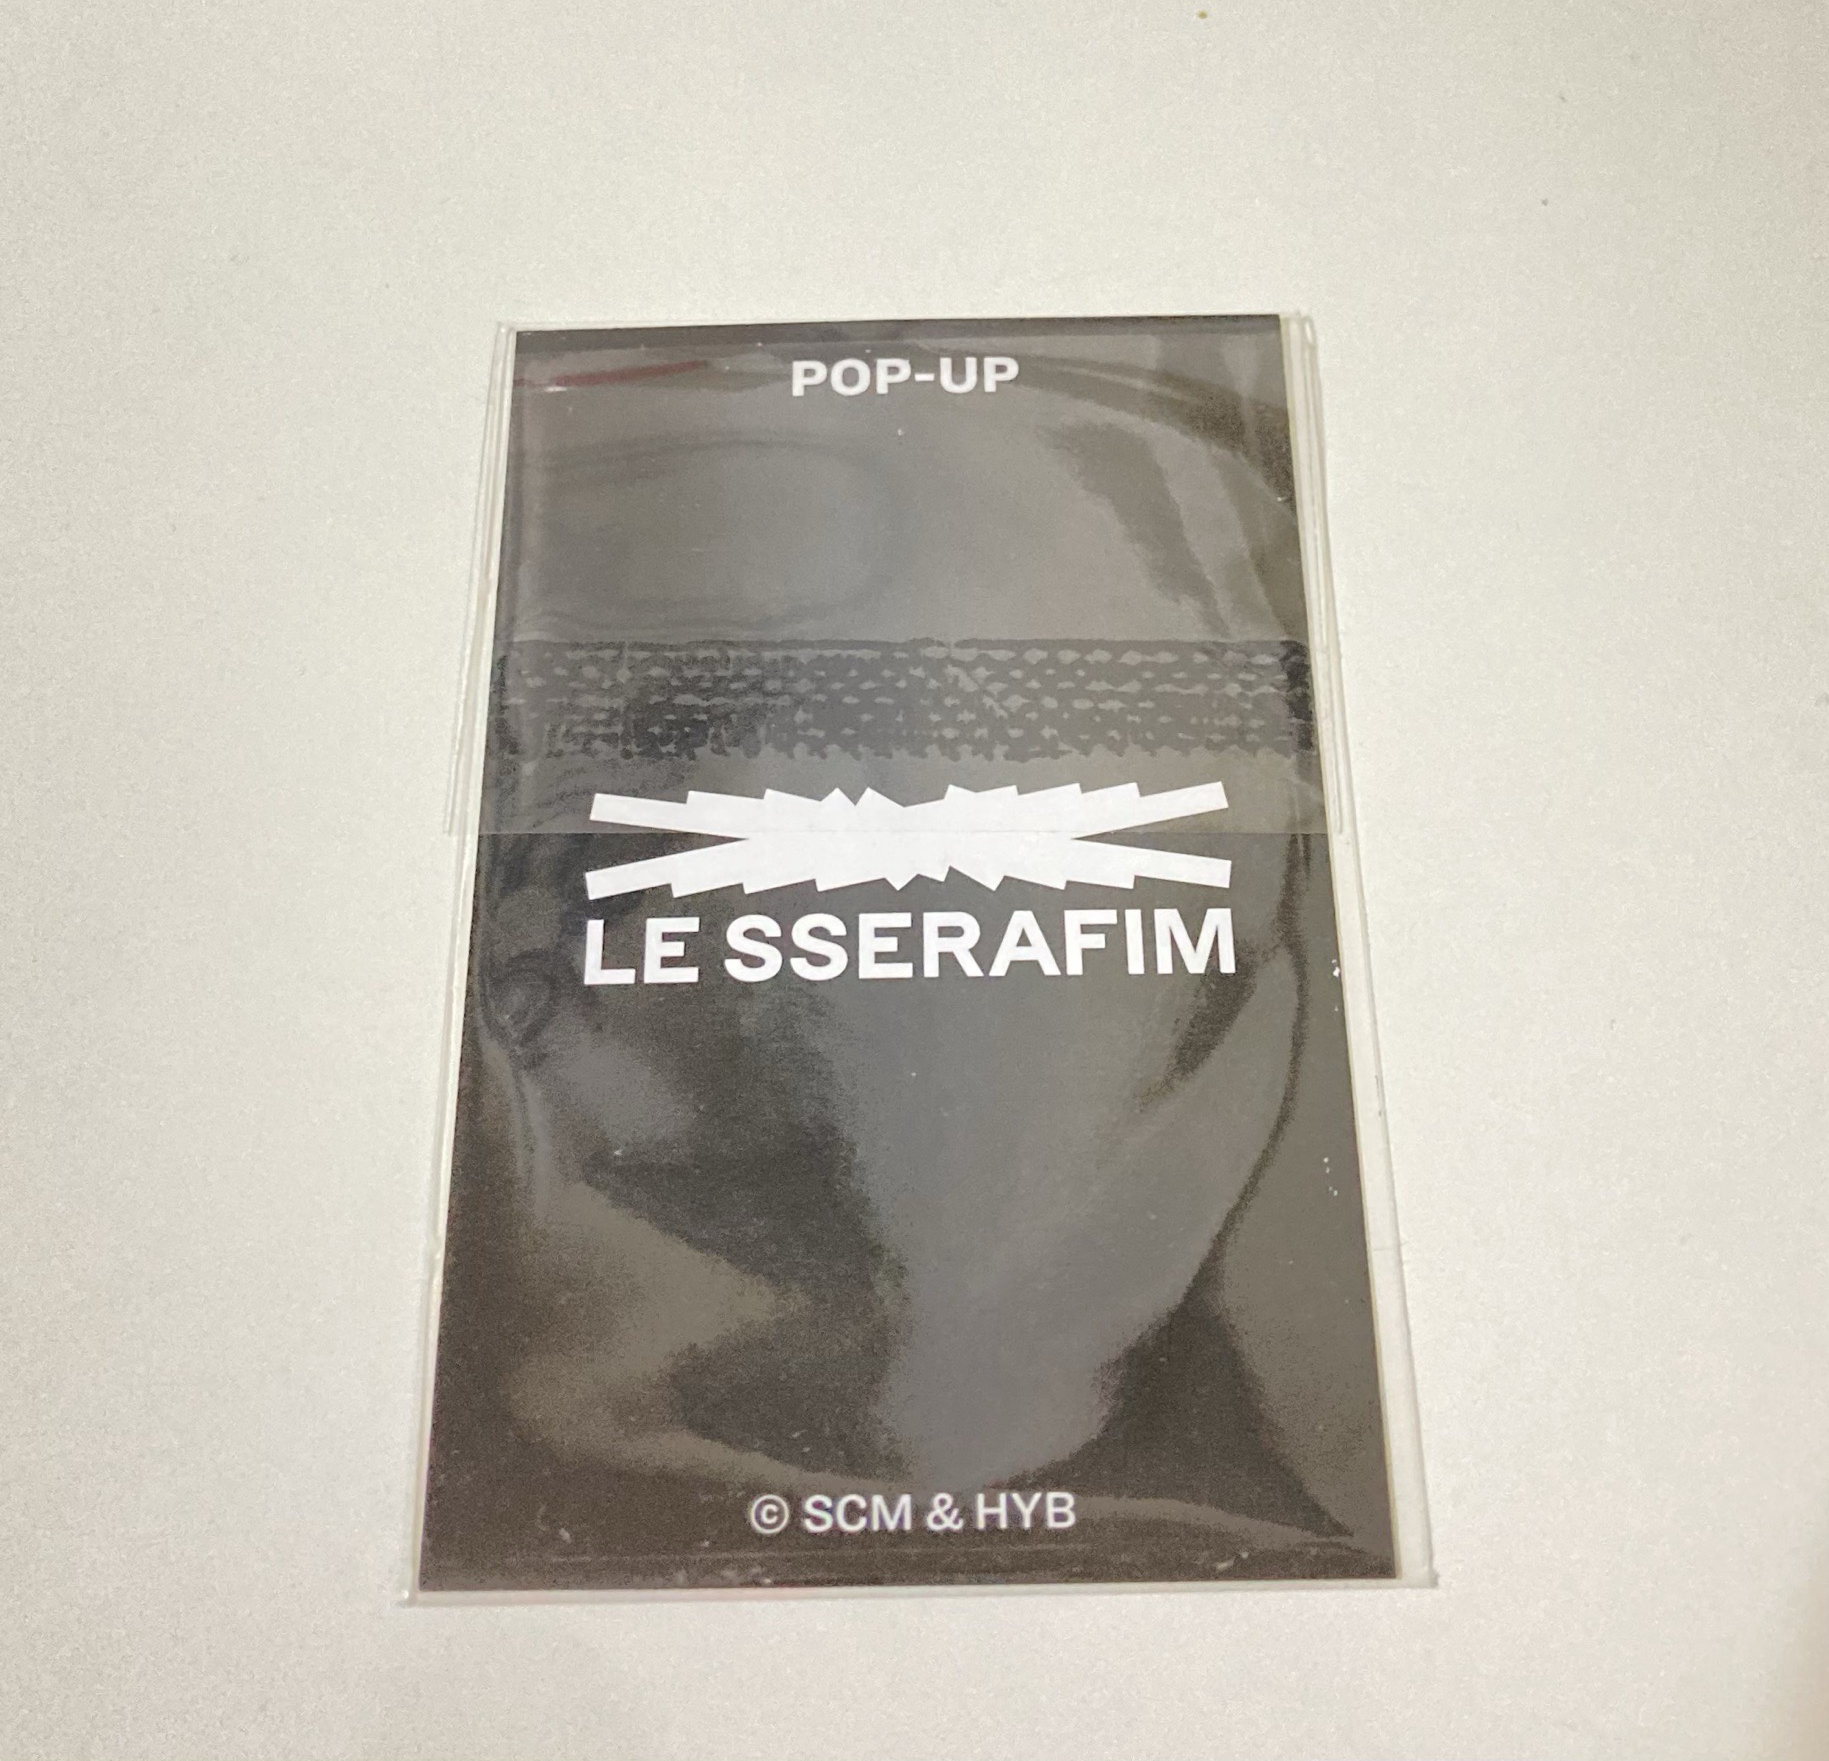 POP-UP
LE SSERAFIM
© SCM & HYB